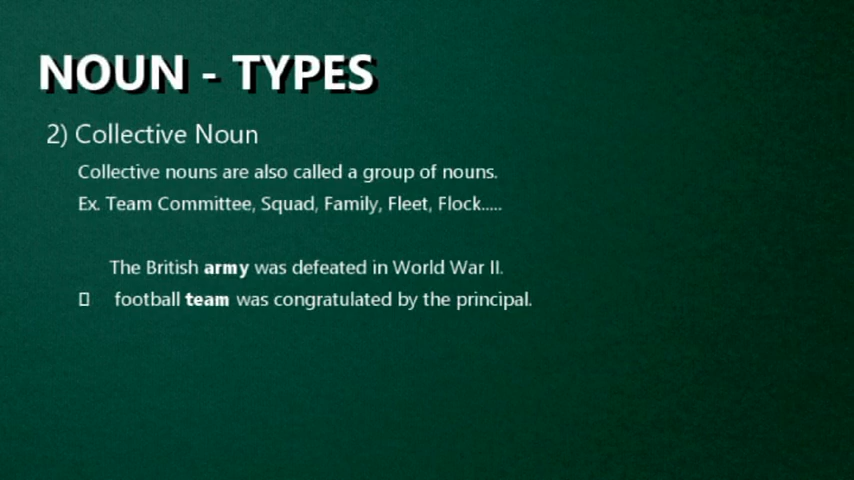 NOUN - TYPES
2) Collective Noun
Collective nouns are also called a group of nouns.
Ex. Team Committee, Squad, Family, Fleet, Flock.....
The British army was defeated in World War II.
football team was congratulated by the principal.